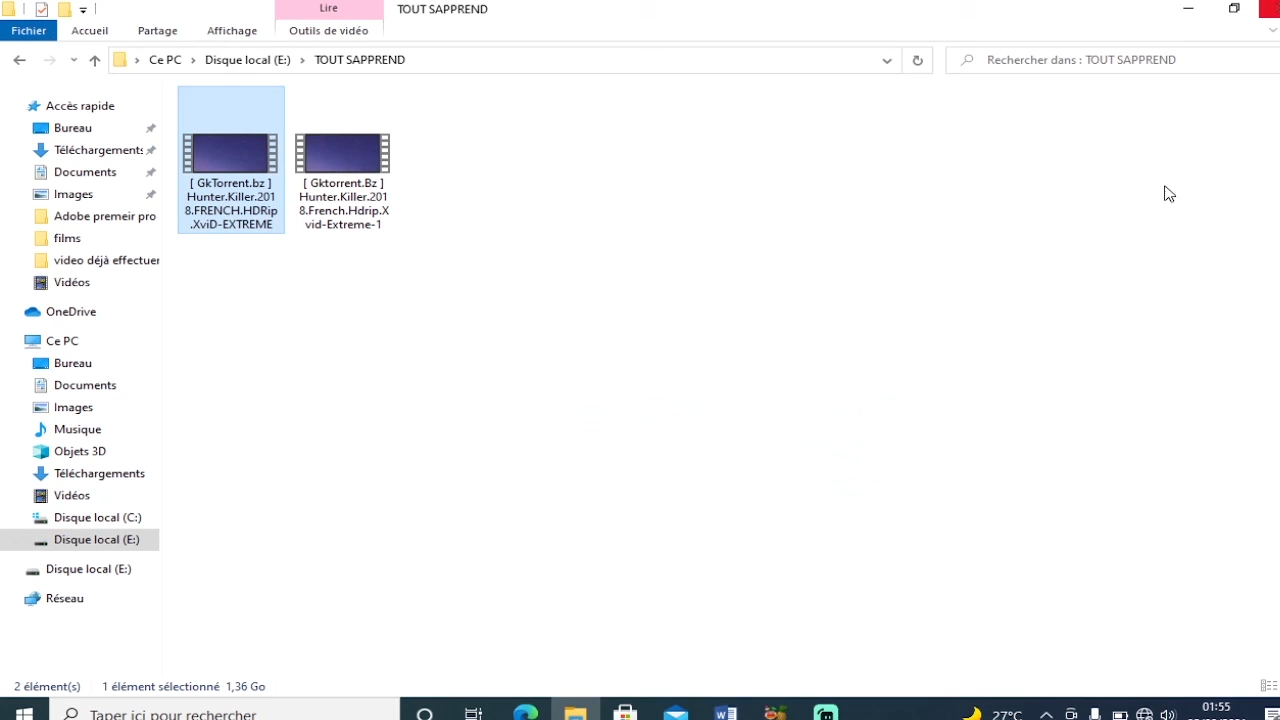 Lire
TOUT SAPPREND
Fichier
Accueil
Partage
Affichage
Outils de vidéo
Ce PC
Disque local (E:)
TOUT SAPPREND
Rechercher dans : TOUT SAPPREND
Accès rapide
Bureau
Téléchargements
Documents
Images
Adobe premeir pro
films
video déjà effectuer
Vidéos
OneDrive
Ce PC
Bureau
Documents
Images
Musique
Objets 3D
Téléchargements
Vidéos
Disque local (C:)
Disque local (E:)
Disque local (E:)
Réseau
[ GkTorrent.bz ]
Hunter.Killer.201
8.FRENCH.HDRip
.XviD-EXTREME
[ Gktorrent.Bz ]
Hunter.Killer.201
8.French.Hdrip.X
vid-Extreme-1
2 élément(s)
1 élément sélectionné 1,36 Go
Taper ici pour rechercher
27°C
01:55